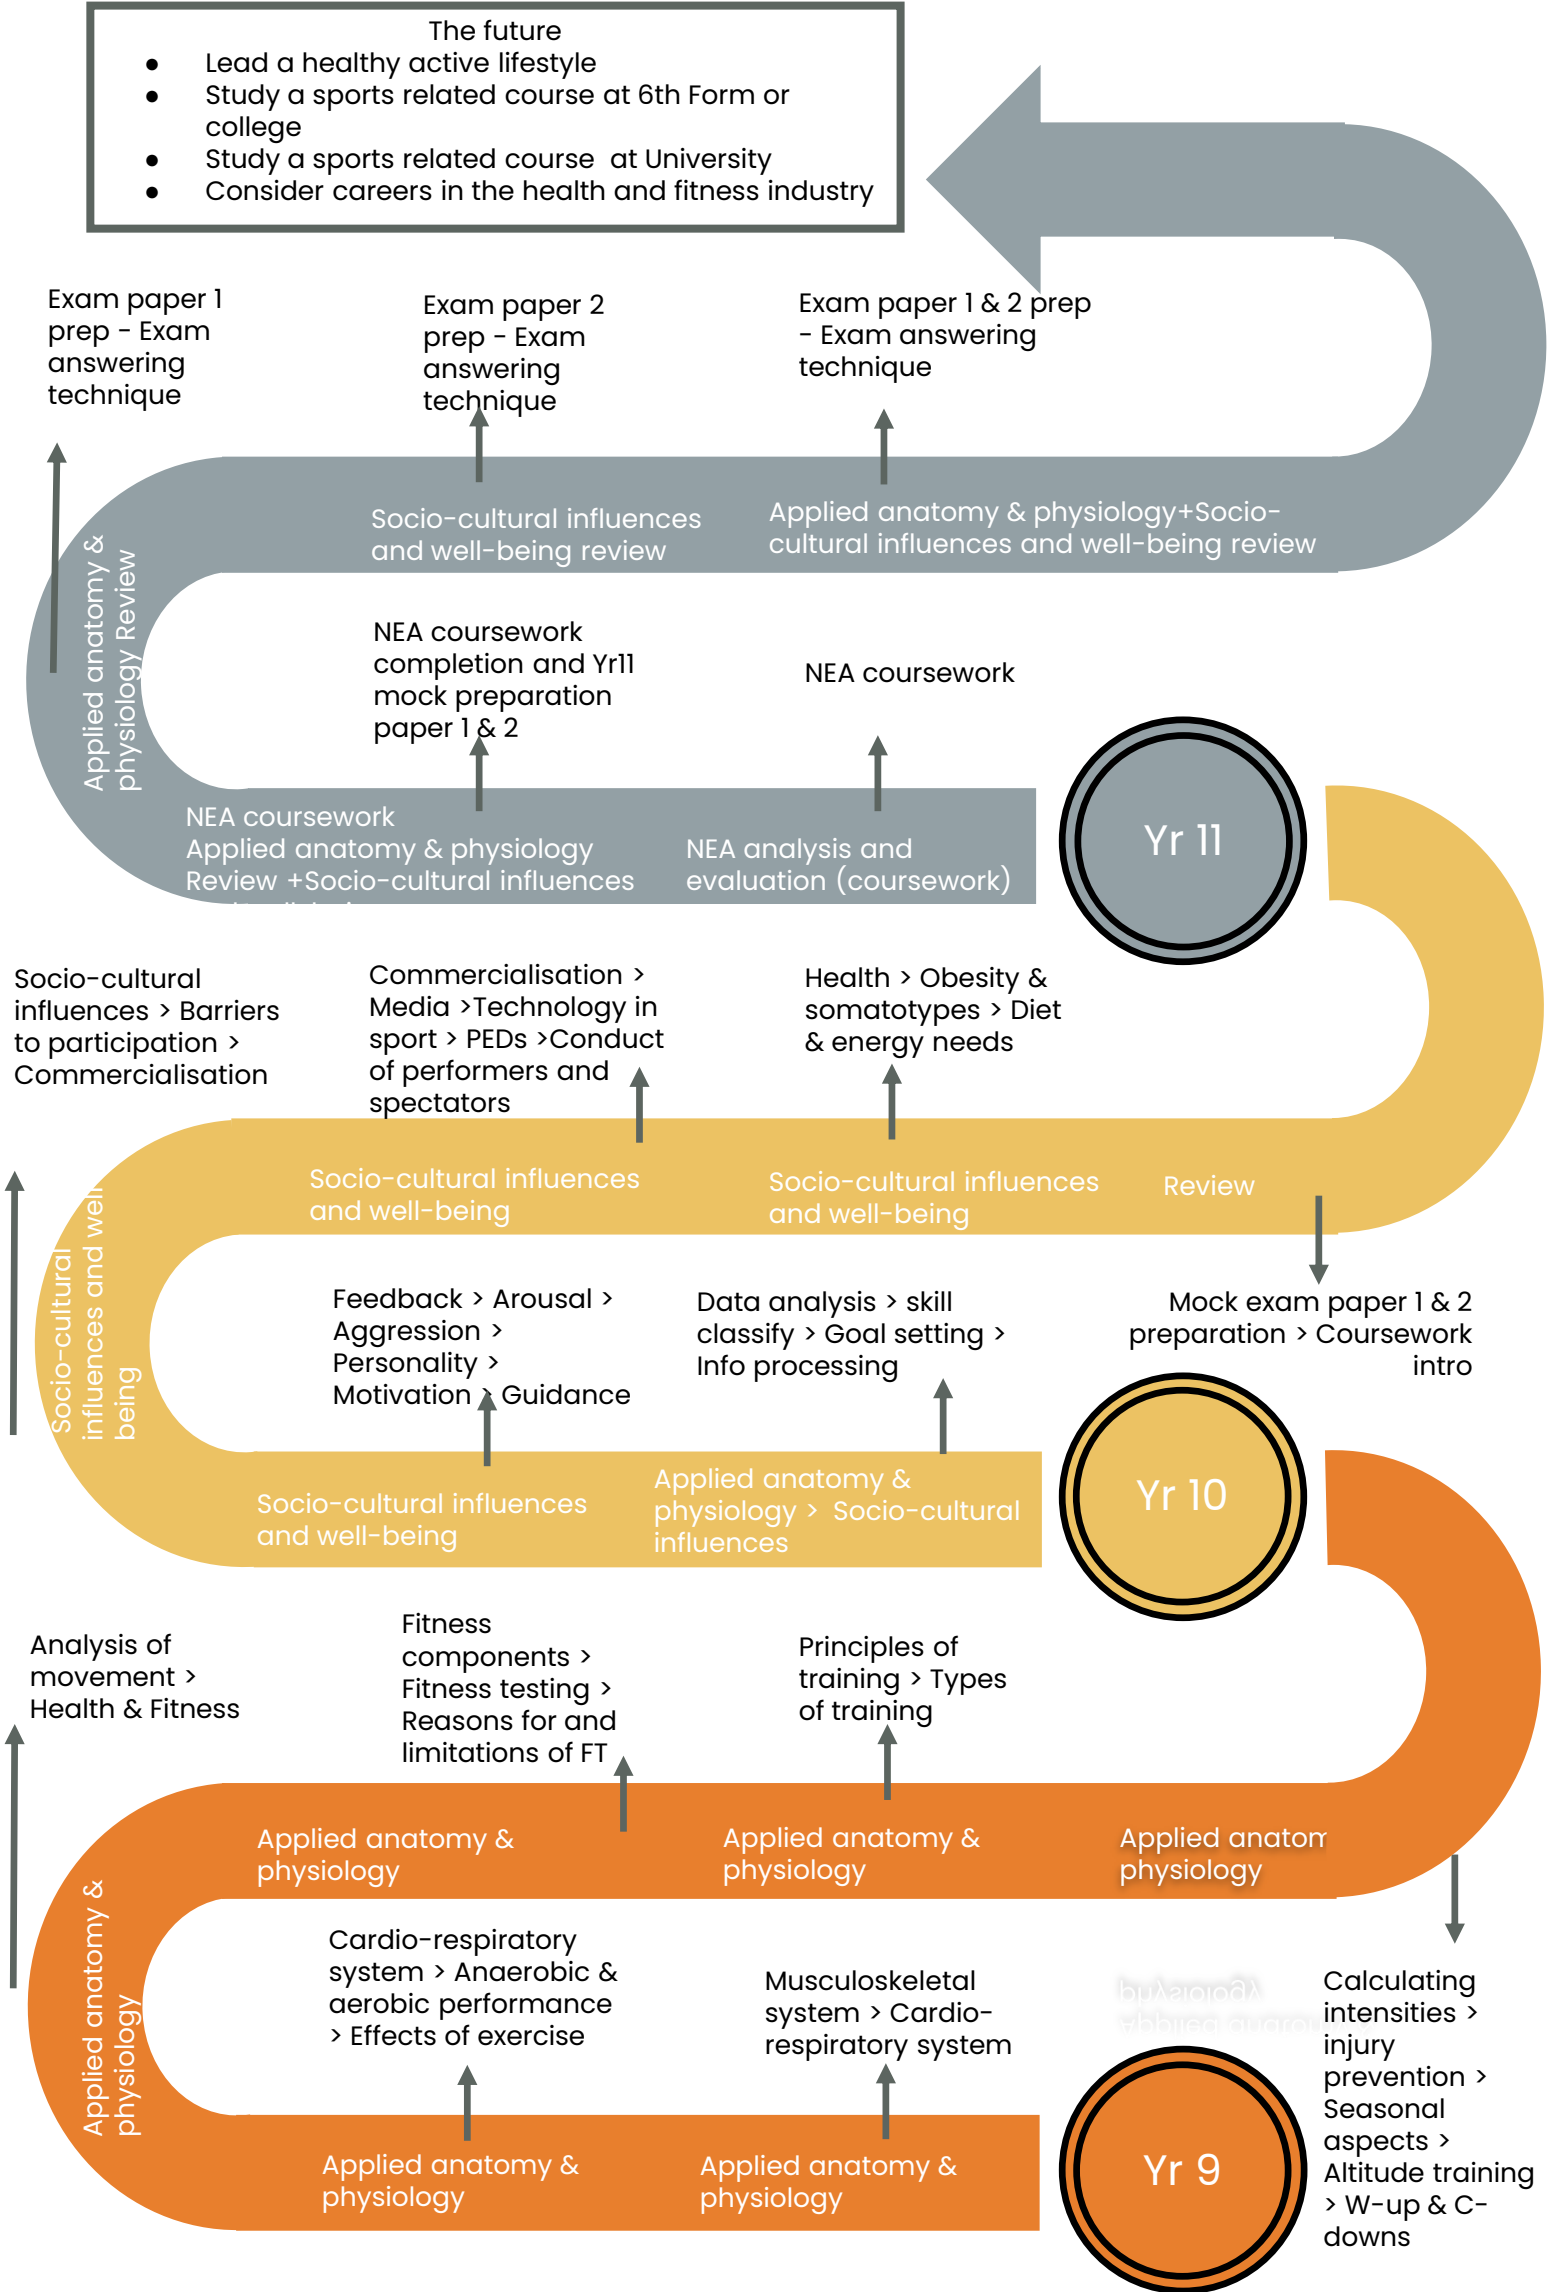 The future
● Lead a healthy active lifestyle
● Study a sports related course at 6th Form or
college
● Study a sports related course at University
● Consider careers in the health and fitness industry
Exam paper 1
prep - Exam
answering
technique
Exam paper 2
prep - Exam
answering
technique
Exam paper 1 & 2 prep
- Exam answering
technique
Applied anatomy &
physiology Review
Socio-cultural influences
and well-being review
Applied anatomy & physiology+Socio-
cultural influences and well-being review
NEA coursework
completion and Yr11
mock preparation
paper 1 & 2
NEA coursework
NEA coursework
Applied anatomy & physiology
Review +Socio-cultural influences
NEA analysis and
evaluation (coursework)
Yr 11
Socio-cultural
influences > Barriers
to participation >
Commercialisation
Commercialisation >
Media >Technology in
sport > PEDs >Conduct
of performers and
spectators
Health > Obesity &
somatotypes > Diet
& energy needs
Socio-cultural
influences and well
being
Socio-cultural influences
and well-being
Socio-cultural influences
and well-being
Review
Feedback > Arousal >
Aggression >
Personality >
Motivation > Guidance
Data analysis > skill
classify > Goal setting >
Info processing
Mock exam paper 1 & 2
preparation > Coursework
intro
Socio-cultural influences
and well-being
Applied anatomy &
physiology > Socio-cultural
influences
Yr 10
Analysis of
movement >
Health & Fitness
Fitness
components >
Fitness testing >
Reasons for and
limitations of FT
Principles of
training > Types
of training
Applied anatomy &
physiology
Applied anatomy &
physiology
Applied anatomy &
physiology
Applied anatom
physiology
Cardio-respiratory
system > Anaerobic &
aerobic performance
> Effects of exercise
Musculoskeletal
system > Cardio-
respiratory system
Calculating
intensities >
injury
prevention >
Seasonal
aspects >
Altitude training
> W-up & C-
downs
Applied anatomy &
physiology
Applied anatomy &
physiology
Yr 9